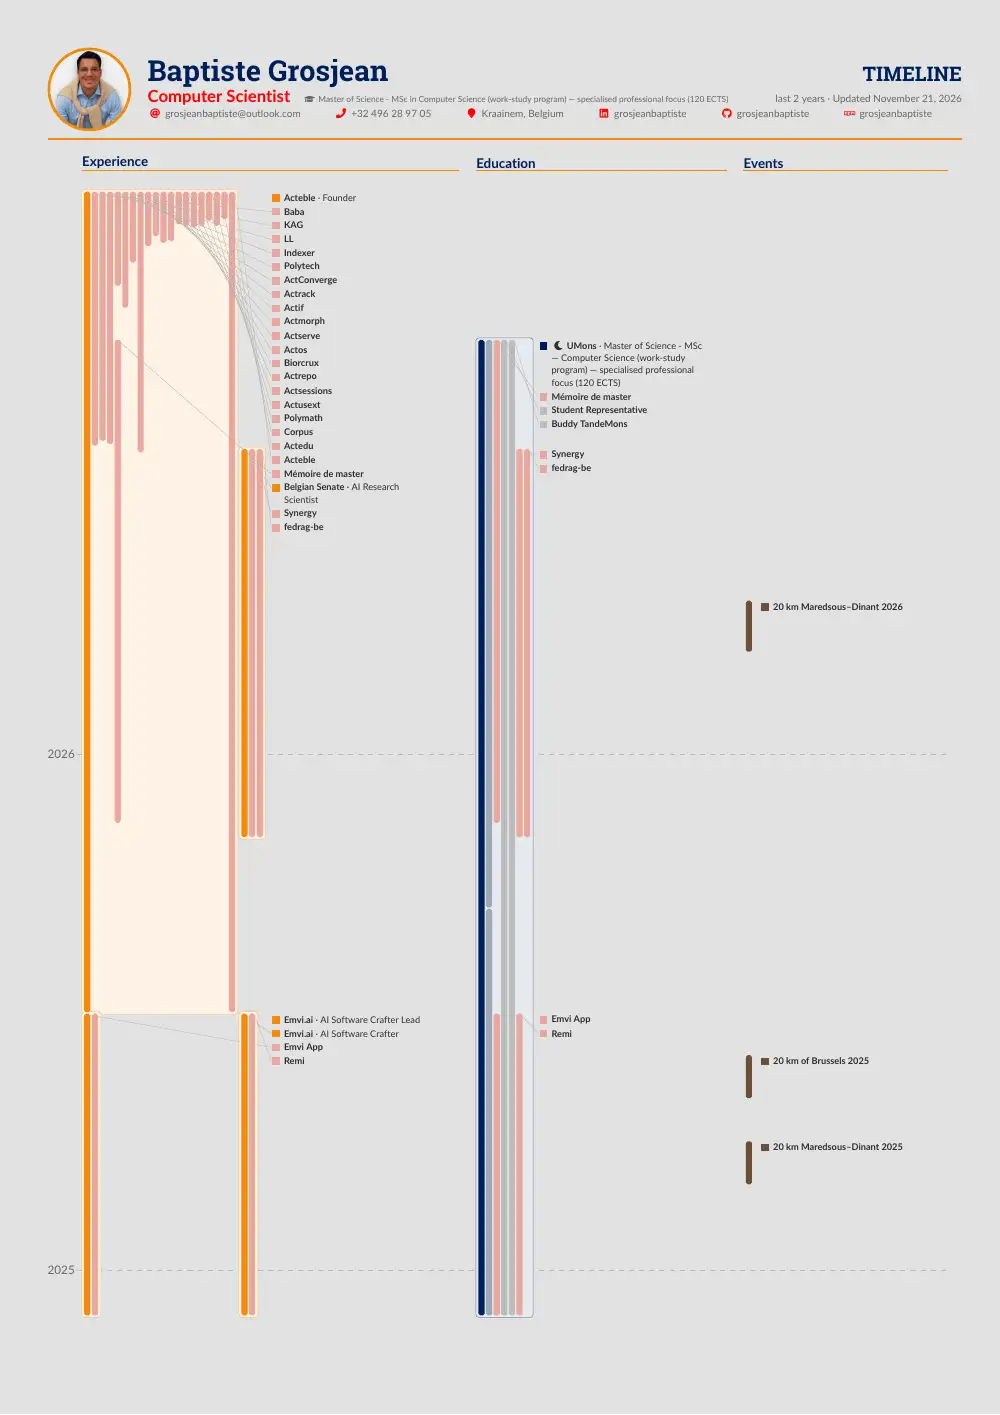 Baptiste Grosjean
TIMELINE
Computer Scientist
Master of Science - MSc in Computer Science (work-study program) — specialised professional focus (120 ECTS)
last 2 years · Updated November 21, 2026
grosjeanbaptiste@outlook.com
+32 496 28 97 05
Kraainem, Belgium
grosjeanbaptiste
grosjeanbaptiste
grosjeanbaptiste
Experience
Education
Events
Acteble · Founder
Baba
KAG
LL
Indexer
Polytech
ActConverge
Actrack
Actif
Actmorph
Actserve
Actos
Biorcrux
Actrepo
Actsessions
Actusext
Polymath
Corpus
Actedu
Acteble
Mémoire de master
Belgian Senate · AI Research
Scientist
Synergy
fedrag-be
UMons · Master of Science - MSc
— Computer Science (work-study
program) — specialised professional
focus (120 ECTS)
Mémoire de master
Student Representative
Buddy TandeMons
Synergy
fedrag-be
20 km Maredsous–Dinant 2026
2026
Emvi.ai · AI Software Crafter Lead
Emvi.ai · AI Software Crafter
Emvi App
Remi
Emvi App
Remi
20 km of Brussels 2025
20 km Maredsous–Dinant 2025
2025